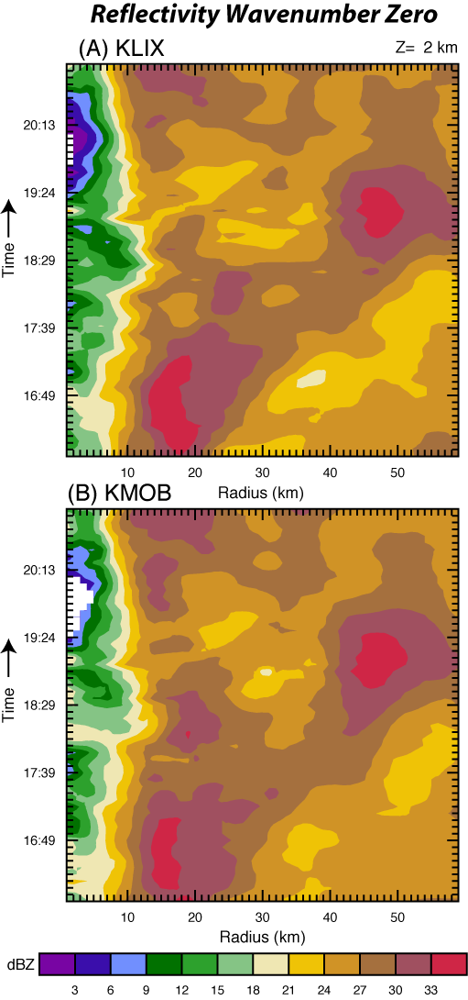 Reflectivity Wavenumber Zero
(A) KLIX
Z= 2 km
20:13
19:24
18:29
17:39
16:49
Time
10 20 30 40 50
Radius (km)
(B) KMOB
20:13
19:24
18:29
17:39
16:49
Time
10 20 30 40 50
Radius (km)
dBZ
3 6 9 12 15 18 21 24 27 30 33